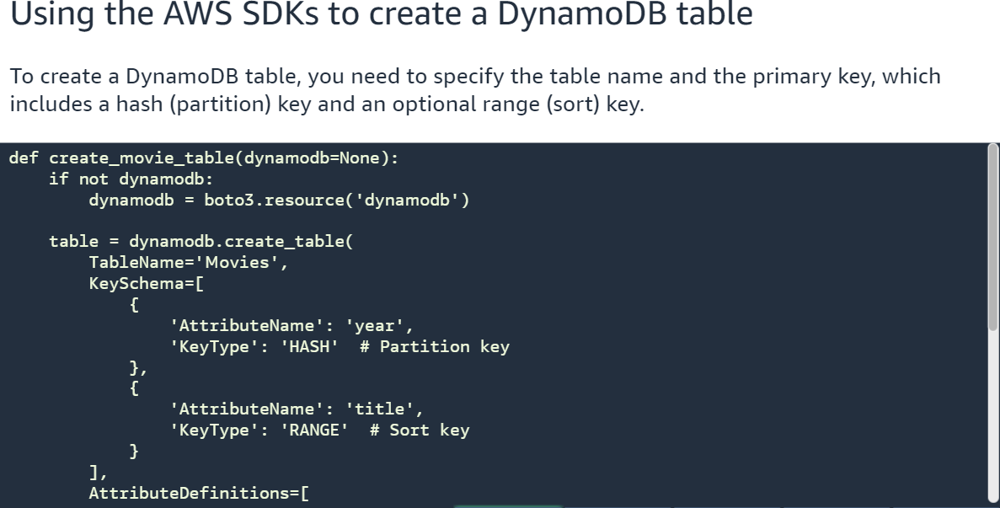 Using the AWS SDKs to create a DynamoDB table
To create a DynamoDB table, you need to specify the table name and the primary key, which
includes a hash (partition) key and an optional range (sort) key.
def create_movie_table(dynamodb=None):
    if not dynamodb:
        dynamodb = boto3.resource('dynamodb')

    table = dynamodb.create_table(
        TableName='Movies',
        KeySchema=[
            {
                'AttributeName': 'year',
                'KeyType': 'HASH'  # Partition key
            },
            {
                'AttributeName': 'title',
                'KeyType': 'RANGE'  # Sort key
            }
        ],
        AttributeDefinitions=[